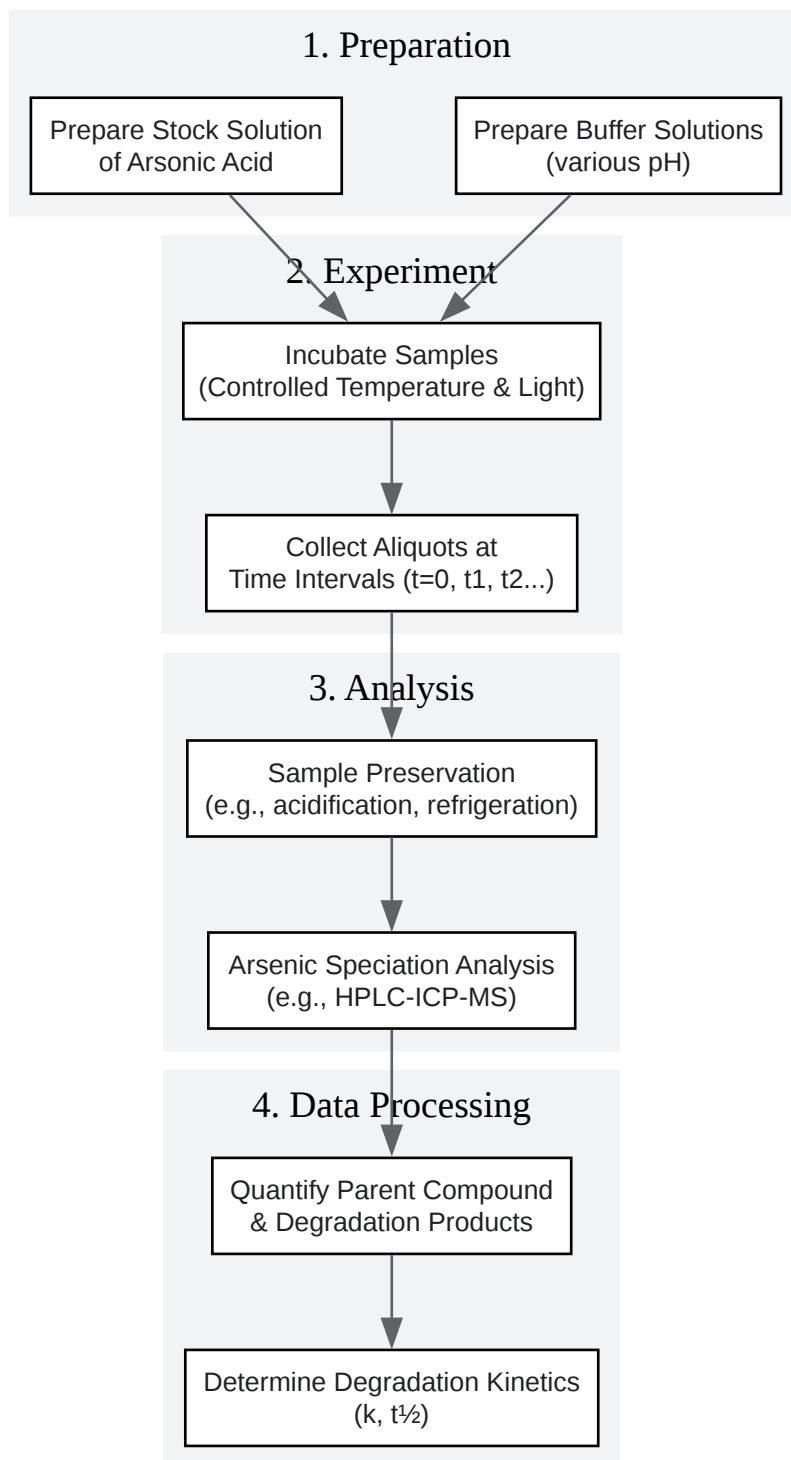 1. Preparation
Prepare Stock Solution
of Arsonic Acid
Prepare Buffer Solutions
(various pH)
2. Experiment
Incubate Samples
(Controlled Temperature & Light)
Collect Aliquots at
Time Intervals (t=0, t1, t2...)
3. Analysis
Sample Preservation
(e.g., acidification, refrigeration)
Arsenic Speciation Analysis
(e.g., HPLC-ICP-MS)
4. Data Processing
Quantify Parent Compound
& Degradation Products
Determine Degradation Kinetics
(k, t½)